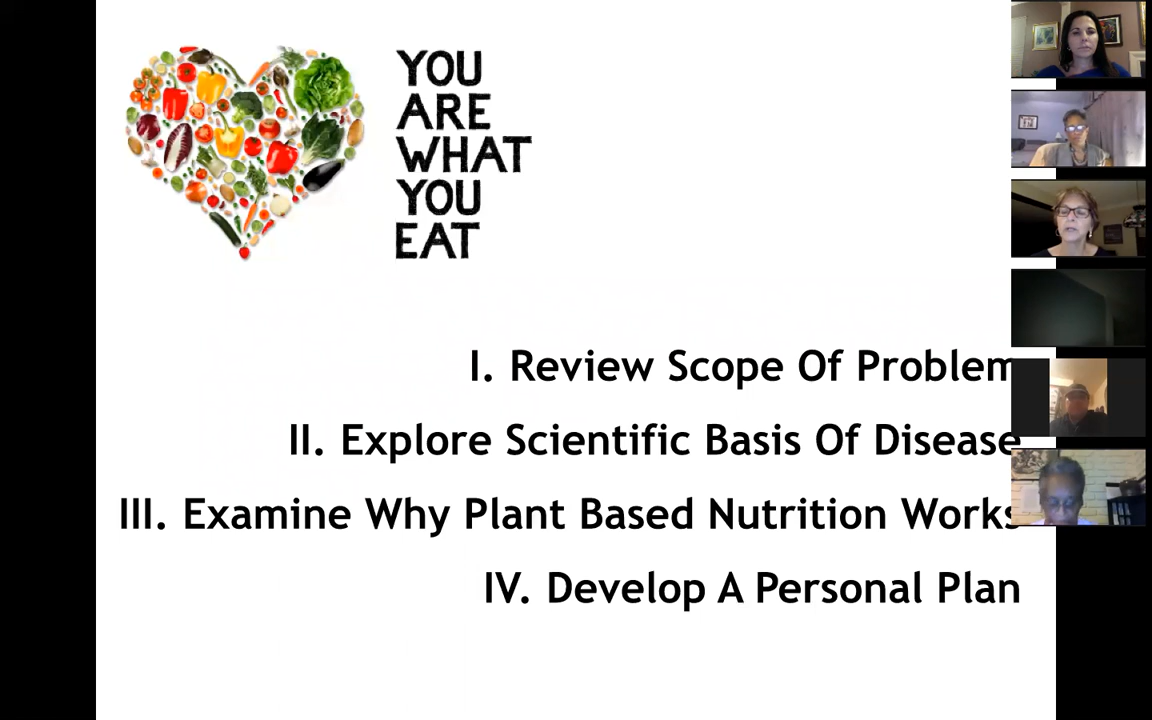 YOU
ARE
WHAT
YOU
EAT
I. Review Scope Of Problem
II. Explore Scientific Basis Of Disease
III. Examine Why Plant Based Nutrition Works
IV. Develop A Personal Plan